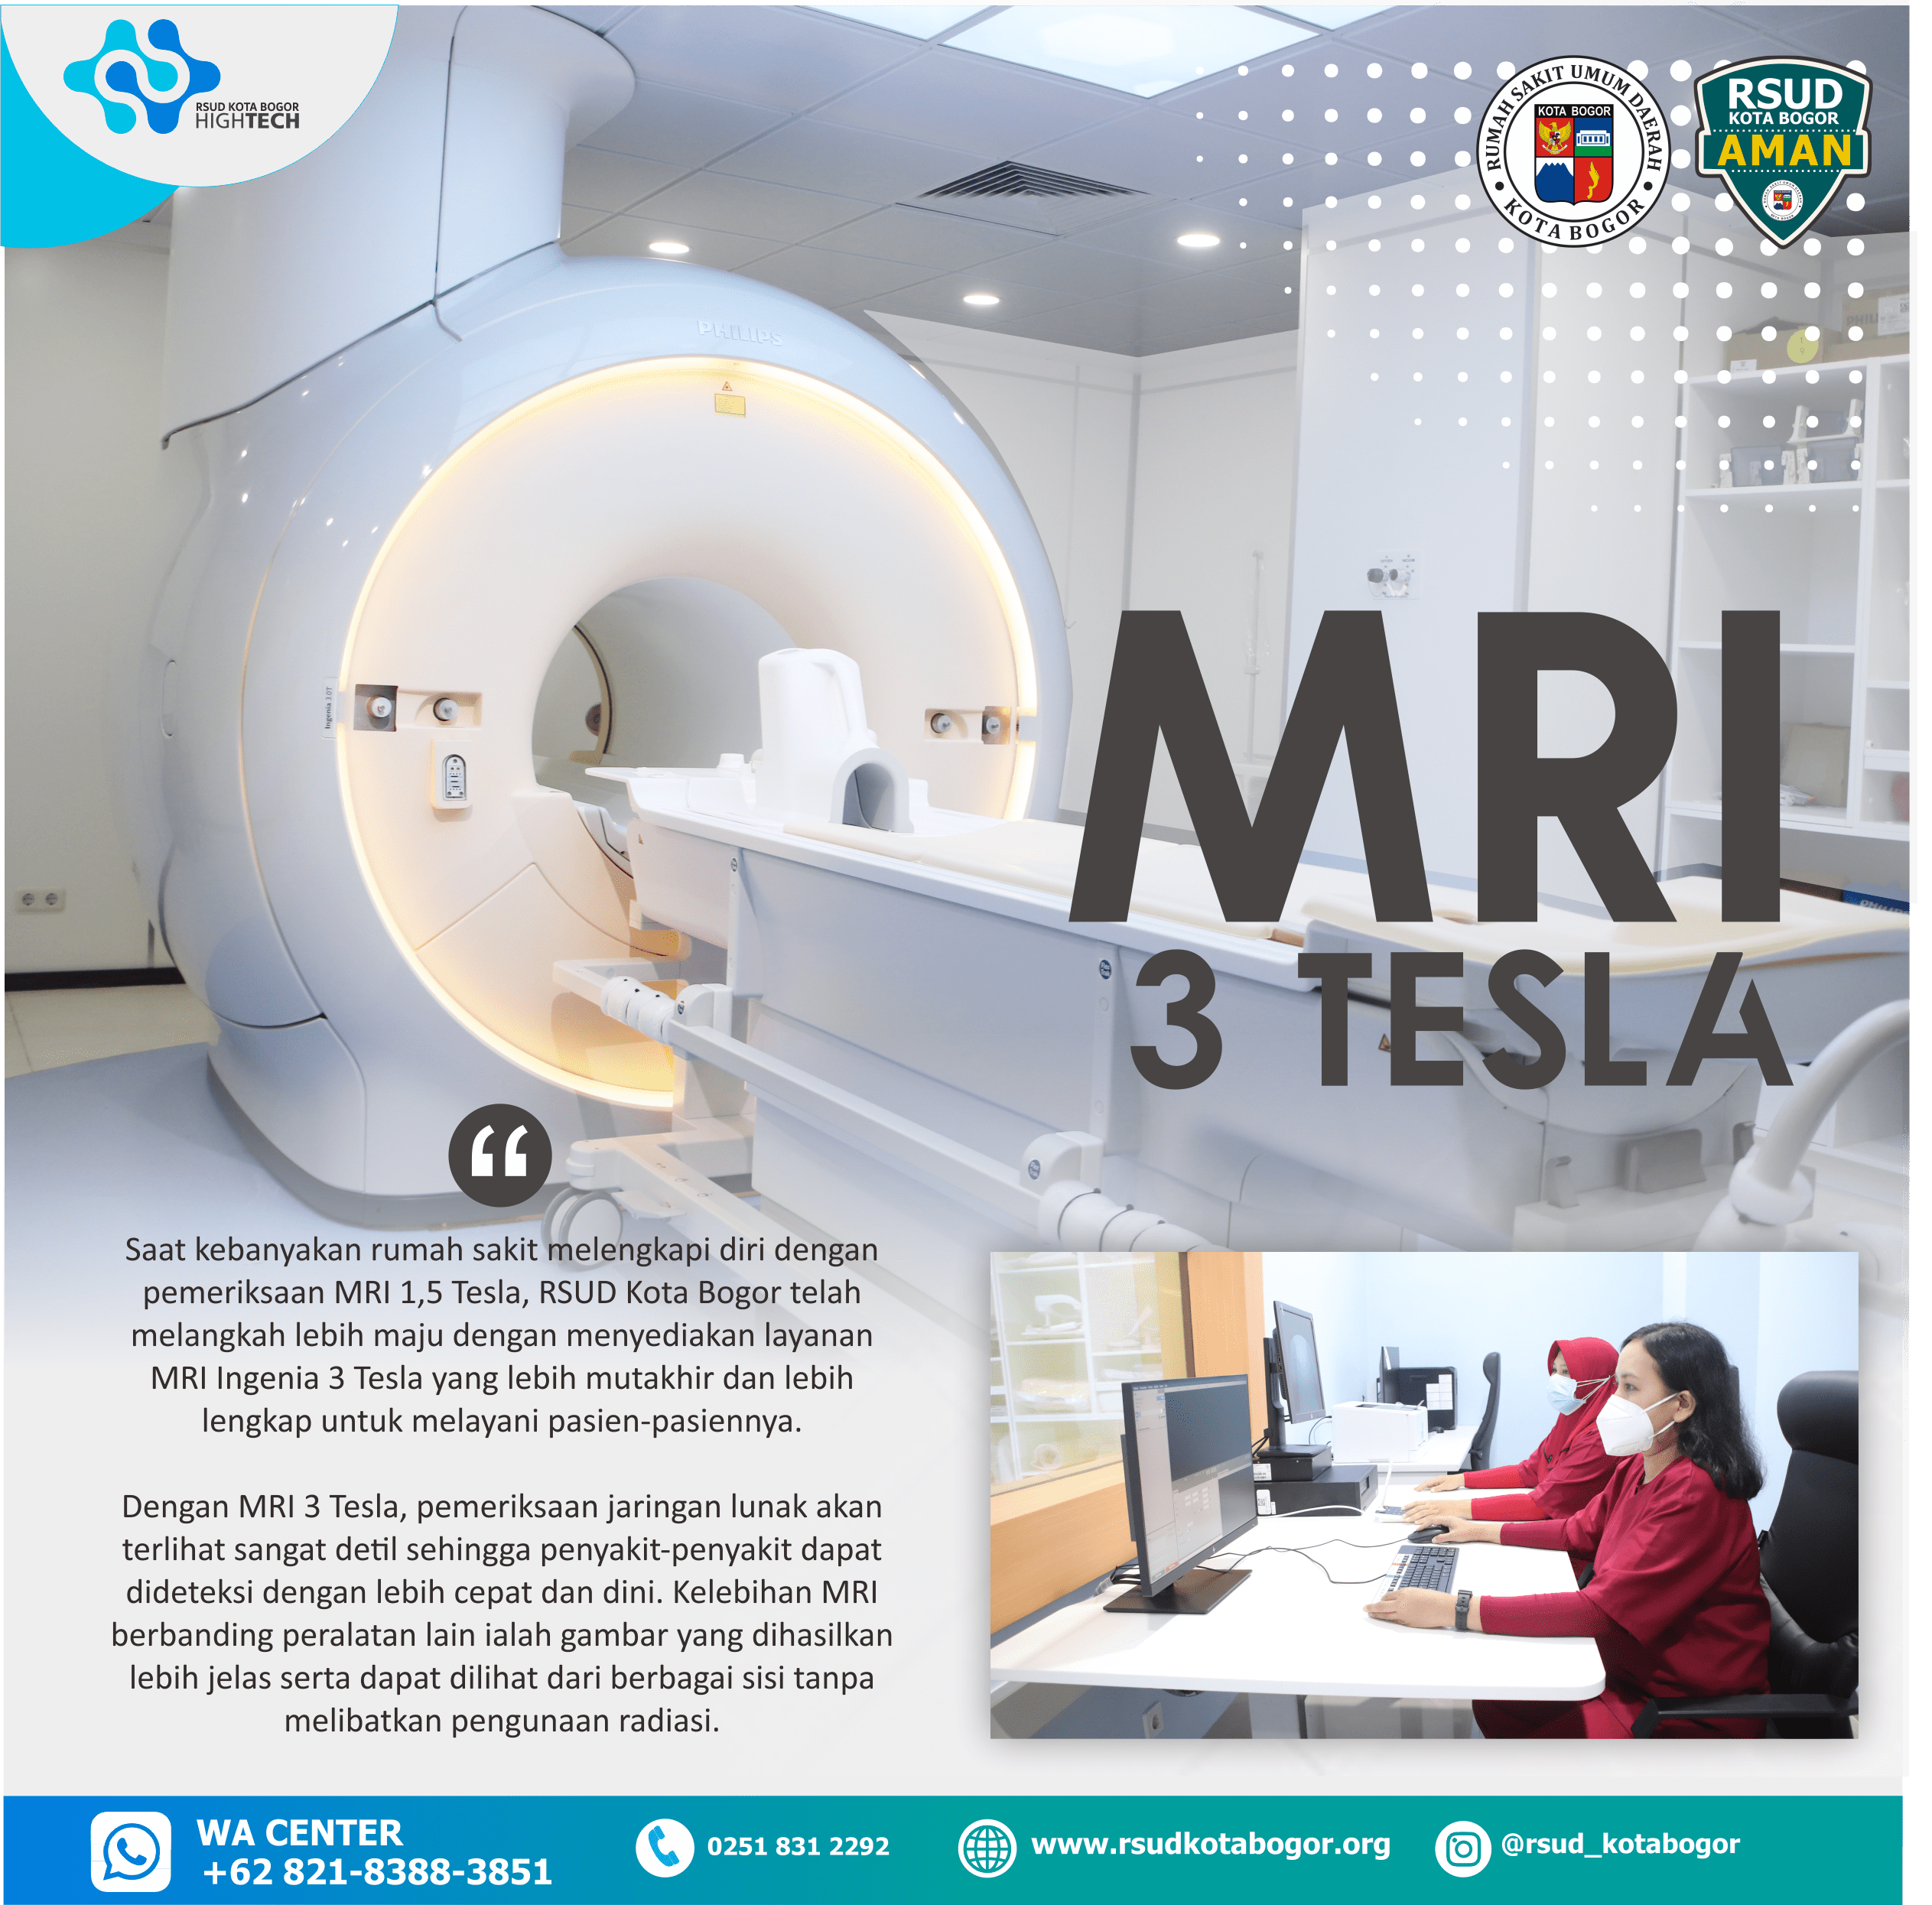 RSUD KOTA BOGOR
HIGHTECH
RUMAH SAKIT UMUM DAERAH
KOTA BOGOR
KOTA BOGOR
RSUD
KOTA BOGOR
AMAN
PHILIPS
Ingenia 3.0T
MRI
3 TESLA
PHILIPS
“
Saat kebanyakan rumah sakit melengkapi diri dengan
pemeriksaan MRI 1,5 Tesla, RSUD Kota Bogor telah
melangkah lebih maju dengan menyediakan layanan
MRI Ingenia 3 Tesla yang lebih mutakhir dan lebih
lengkap untuk melayani pasien-pasiennya.
Dengan MRI 3 Tesla, pemeriksaan jaringan lunak akan
terlihat sangat detil sehingga penyakit-penyakit dapat
dideteksi dengan lebih cepat dan dini. Kelebihan MRI
berbanding peralatan lain ialah gambar yang dihasilkan
lebih jelas serta dapat dilihat dari berbagai sisi tanpa
melibatkan pengunaan radiasi.
WA CENTER
+62 821-8388-3851
0251 831 2292
www.rsudkotabogor.org
@rsud_kotabogor